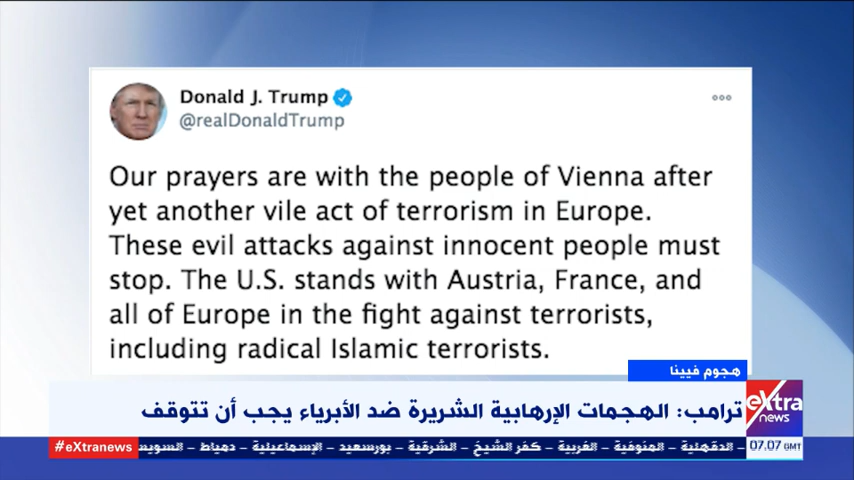 Donald J. Trump
@realDonaldTrump
Our prayers are with the people of Vienna after
yet another vile act of terrorism in Europe.
These evil attacks against innocent people must
stop. The U.S. stands with Austria, France, and
all of Europe in the fight against terrorists,
including radical Islamic terrorists.
هجوم فيينا
ترامب: الهجمات الإرهابية الشريرة ضد الأبرياء يجب أن تتوقف
eXtra
news
07.07 GMT
- الدقهلية - المنوفية - الغربية - كفر الشيخ - الشرقية - بورسعيد - الإسماعيلية - دمياط - السويس
#eXtranews